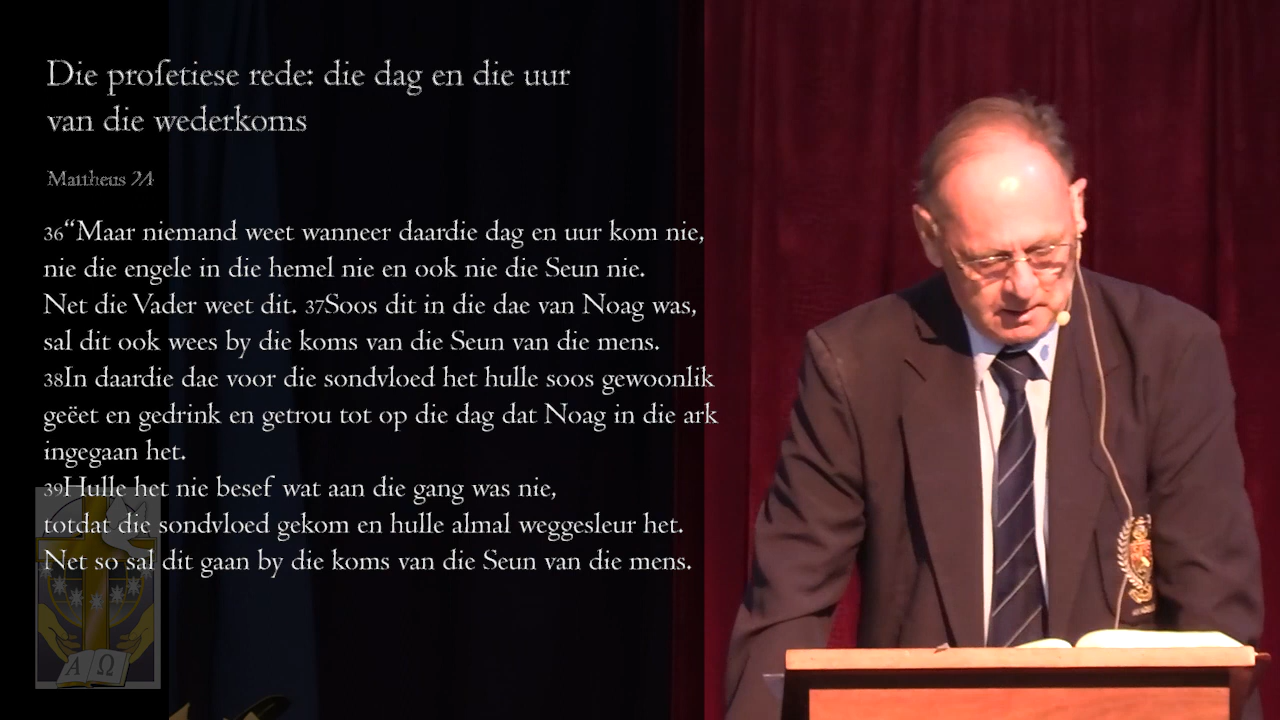 Die profetiese rede: die dag en die uur
van die wederkoms
Mattheus 24
36“Maar niemand weet wanneer daardie dag en uur kom nie,
nie die engele in die hemel nie en ook nie die Seun nie.
Net die Vader weet dit. 37Soos dit in die dae van Noag was,
sal dit ook wees by die koms van die Seun van die mens.
38In daardie dae voor die sondvloed het hulle soos gewoonlik
geëet en gedrink en getrou tot op die dag dat Noag in die ark
ingegaan het.
39Hulle het nie besef wat aan die gang was nie,
totdat die sondvloed gekom en hulle almal weggesleur het.
Net so sal dit gaan by die koms van die Seun van die mens.
Α Ω